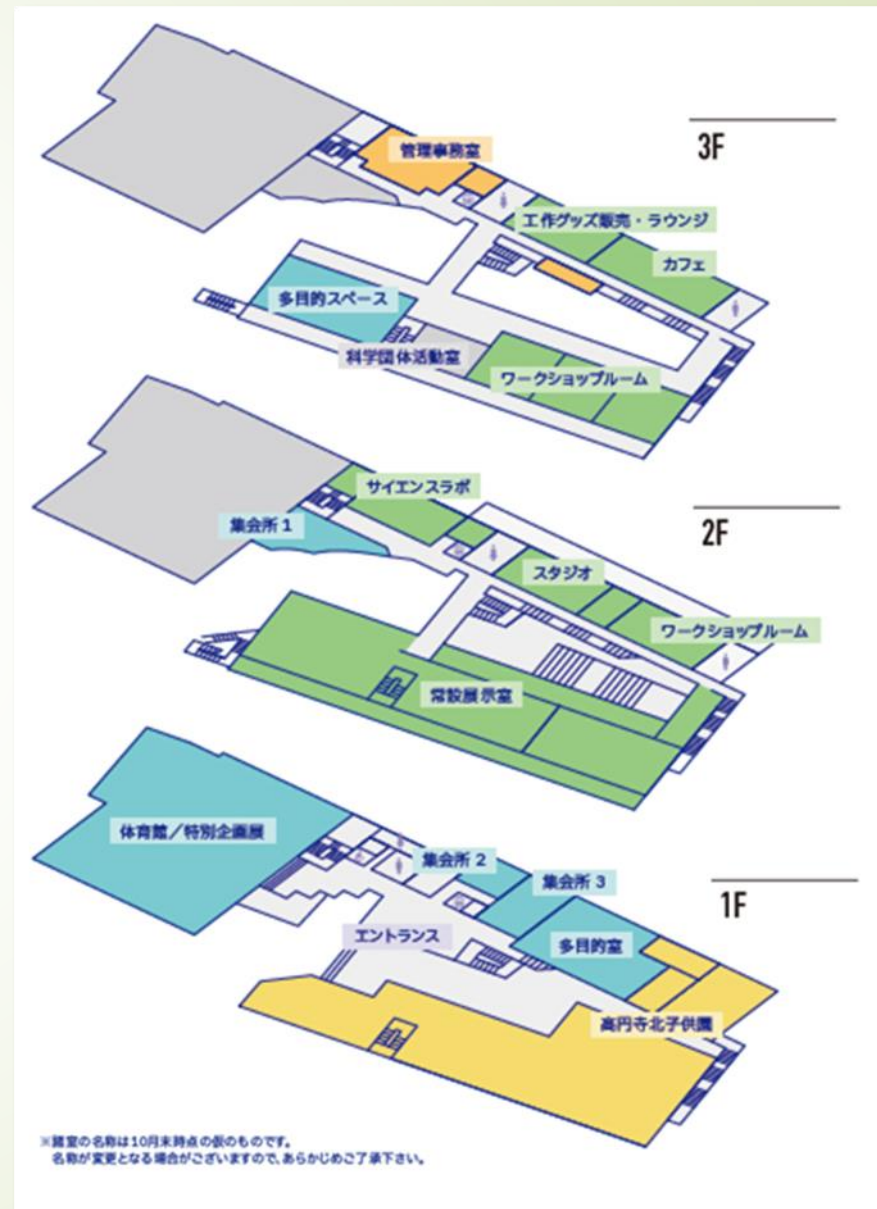 3F
管理事務室
工作グッズ販売・ラウンジ
カフェ
多目的スペース
科学団体活動室
ワークショップルーム
2F
サイエンスラボ
集会所 1
スタジオ
ワークショップルーム
常設展示室
1F
体育館／特別企画展
集会所 2
集会所 3
エントランス
多目的室
高円寺北子供園
※諸室の名称は10月末時点の仮のものです。
名称が変更となる場合がございますので、あらかじめご了承下さい。